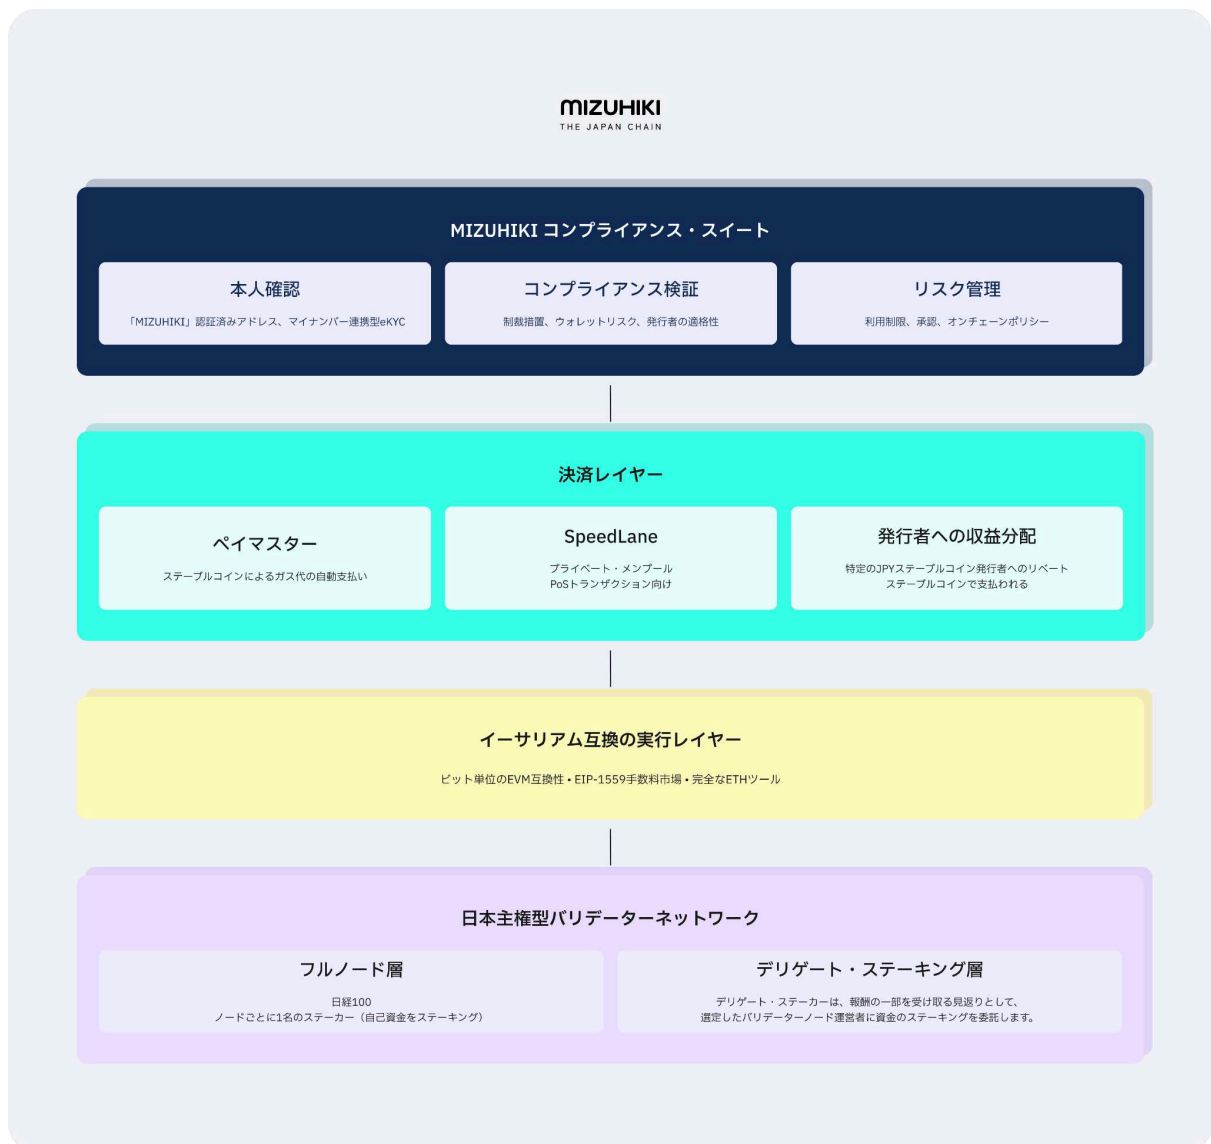 MIZUHIKI
THE JAPAN CHAIN
MIZUHIKI コンプライアンス・スイート
本人確認
「MIZUHIKI」認証済みアドレス、マイナンバー連携型eKYC
コンプライアンス検証
制裁措置、ウォレットリスク、発行者の適格性
リスク管理
利用制限、承認、オンチェーンポリシー
決済レイヤー
ペイマスター
ステーブルコインによるガス代の自動支払い
SpeedLane
プライベート・メンプール
PoSトランザクション向け
発行者への収益分配
特定のJPYステーブルコイン発行者へのリベート
ステーブルコインで支払われる
イーサリアム互換の実行レイヤー
ビット単位のEVM互換性 • EIP-1559手数料市場 • 完全なETHツール
日本主権型バリデーターネットワーク
フルノード層
日経100
ノードごとに1名のステーカー（自己資金をステーキング）
デリゲート・ステーキング層
デリゲート・ステーカーは、報酬の一部を受け取る見返りとして、
選定したバリデーターノード運営者に資金のステーキングを委託します。